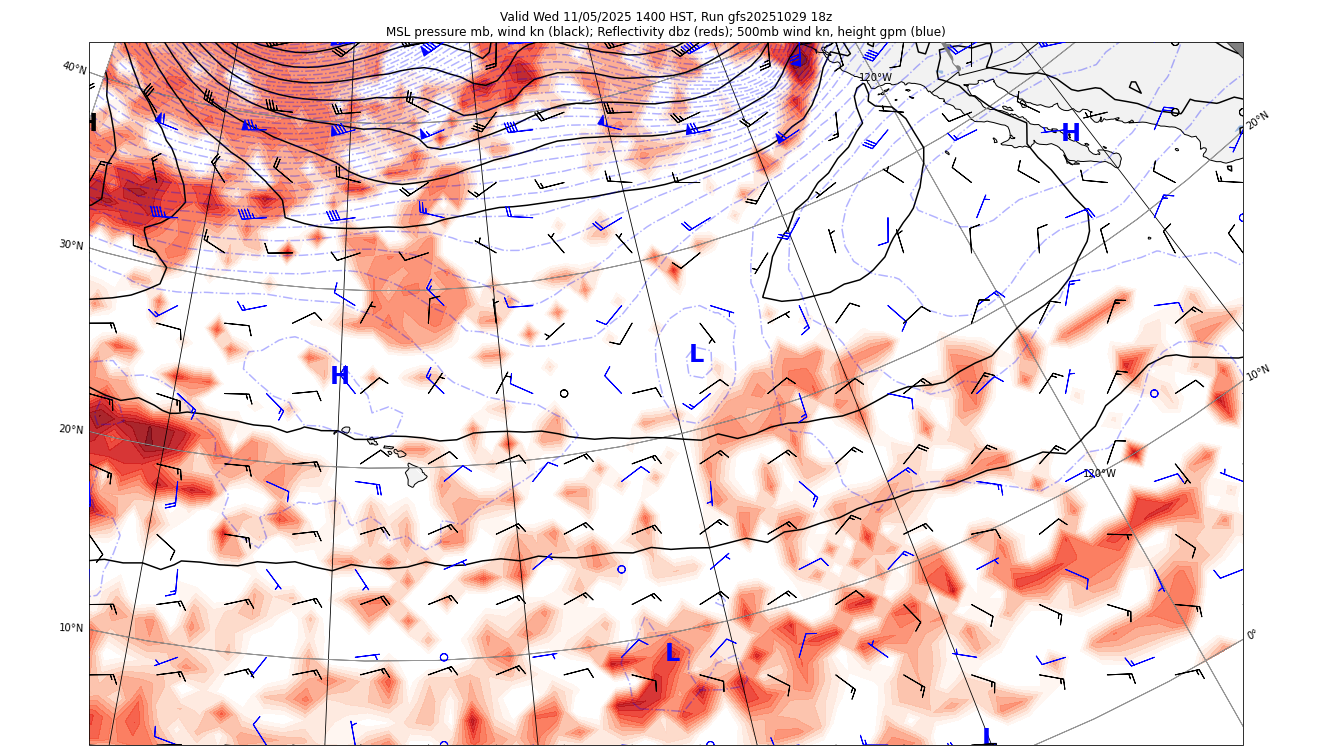 Valid Wed 11/05/2025 1400 HST, Run gfs20251029 18z
MSL pressure mb, wind kn (black); Reflectivity dbz (reds); 500mb wind kn, height gpm (blue)
40°N
120°W
20°N
H
H
30°N
L
H
10°N
20°N
120°W
10°N
0°
L
L